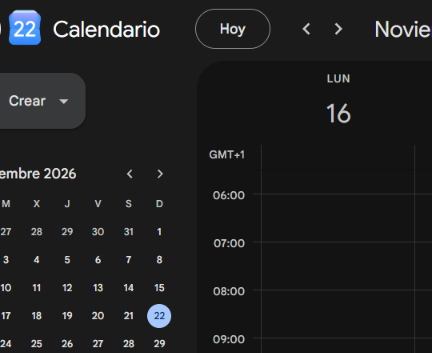 22 Calendario
Hoy
Novie
Crear
LUN
16
GMT+1
embre 2026
M X J V S D
27 28 29 30 31 1
3 4 5 6 7 8
10 11 12 13 14 15
17 18 19 20 21 22
24 25 26 27 28 29
06:00
07:00
08:00
09:00